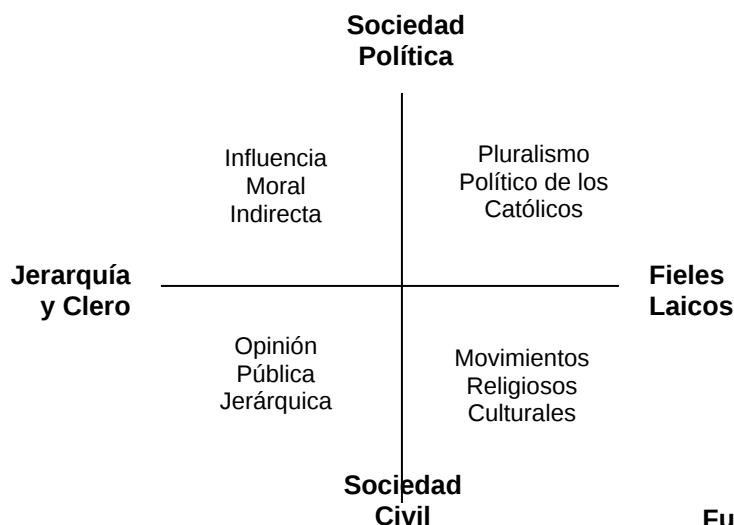 Sociedad
Política
Influencia
Moral
Indirecta
Pluralismo
Político de los
Católicos
Jerarquía
y Clero
Fieles
Laicos
Opinión
Pública
Jerárquica
Movimientos
Religiosos
Culturales
Sociedad
Civil
Fu